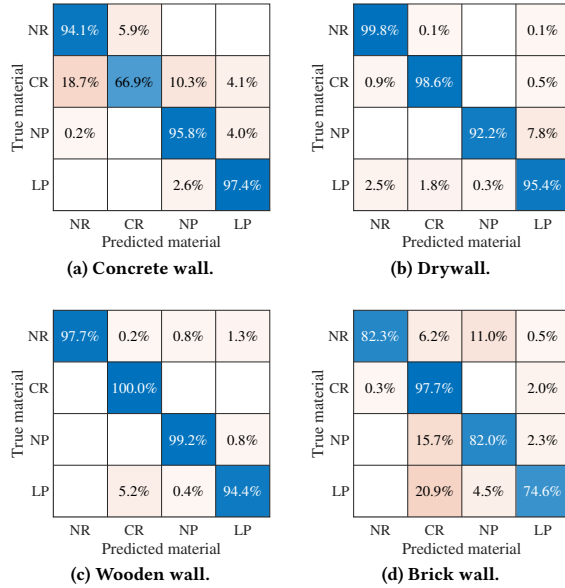 NR 94.1% 5.9%
CR 18.7% 66.9% 10.3% 4.1%
NP 0.2% 95.8% 4.0%
LP 2.6% 97.4%
NR CR NP LP
True material
Predicted material
(a) Concrete wall.
NR 99.8% 0.1% 0.1%
CR 0.9% 98.6% 0.5%
NP 92.2% 7.8%
LP 2.5% 1.8% 0.3% 95.4%
NR CR NP LP
True material
Predicted material
(b) Drywall.
NR 97.7% 0.2% 0.8% 1.3%
CR 100.0%
NP 99.2% 0.8%
LP 5.2% 0.4% 94.4%
NR CR NP LP
True material
Predicted material
(c) Wooden wall.
NR 82.3% 6.2% 11.0% 0.5%
CR 0.3% 97.7% 2.0%
NP 15.7% 82.0% 2.3%
LP 20.9% 4.5% 74.6%
NR CR NP LP
True material
Predicted material
(d) Brick wall.